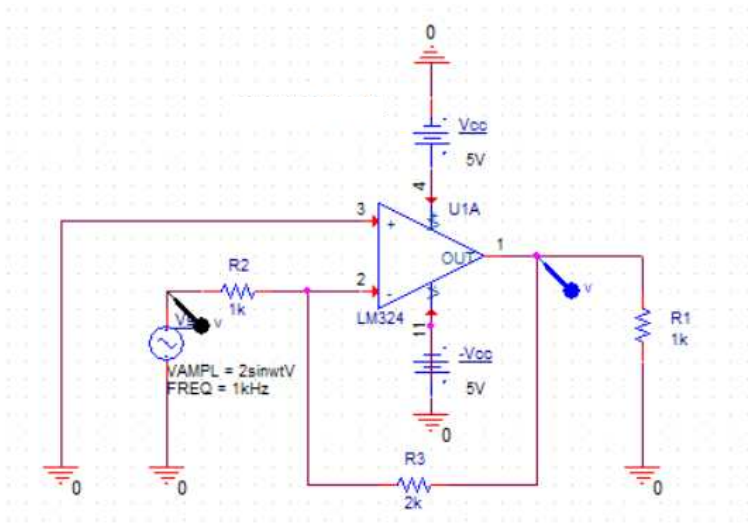 0
Vcc
5V
4
3
U1A
+
V+
1
OUT
R2
2
-
1k
LM324
V-
11
V
V
R1
1k
VAMPL = 2sinwtV
FREQ = 1kHz
-Vcc
5V
0
R3
2k
0
0
0